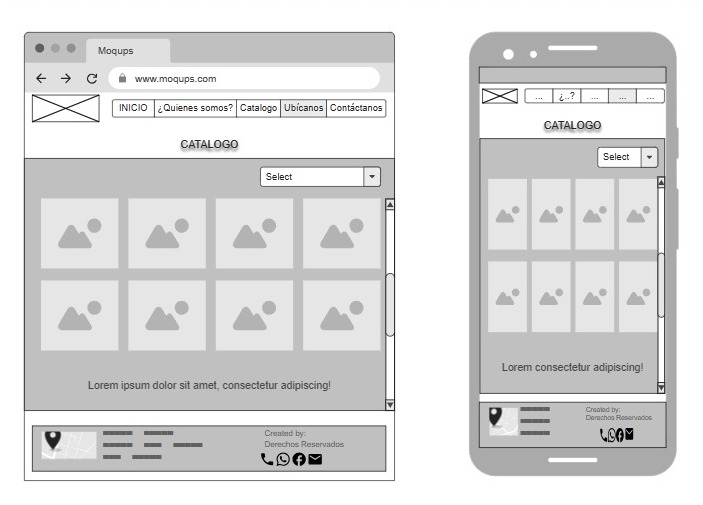 Moqups
www.moqups.com
INICIO ¿Quienes somos? Catalogo Ubícanos Contáctanos
CATALOGO
Select
Lorem ipsum dolor sit amet, consectetur adipiscing!
Created by:
Derechos Reservados
... ¿..? ... ... ...
CATALOGO
Select
Lorem consectetur adipiscing!
Created by:
Derechos Reservados